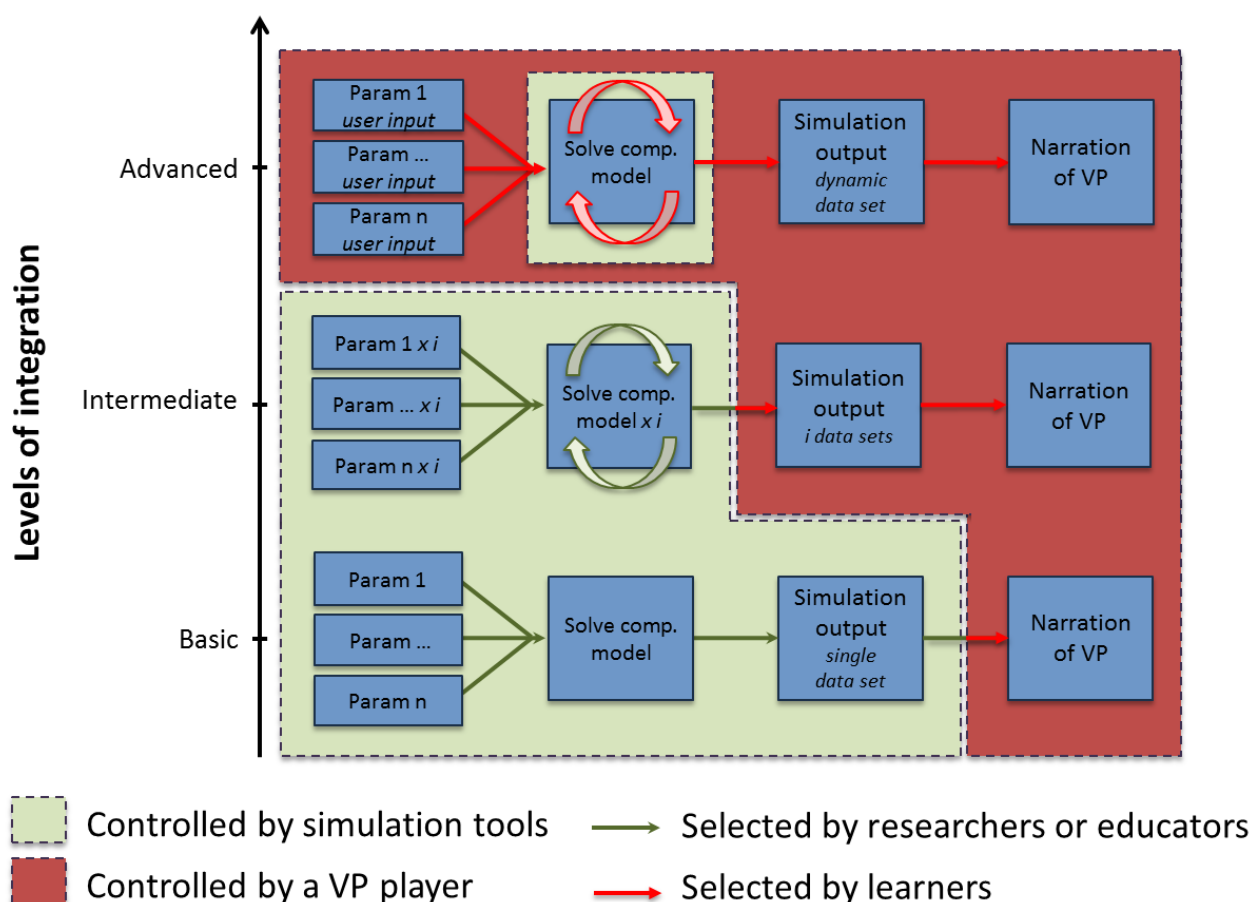 Levels of integration
Advanced
Param 1
user input
Param ...
user input
Param n
user input
Solve comp.
model
Simulation
output
dynamic
data set
Narration
of VP
Intermediate
Param 1 x i
Param ... x i
Param n x i
Solve comp.
model x i
Simulation
output
i data sets
Narration
of VP
Basic
Param 1
Param ...
Param n
Solve comp.
model
Simulation
output
single
data set
Narration
of VP
Controlled by simulation tools
Selected by researchers or educators
Controlled by a VP player
Selected by learners